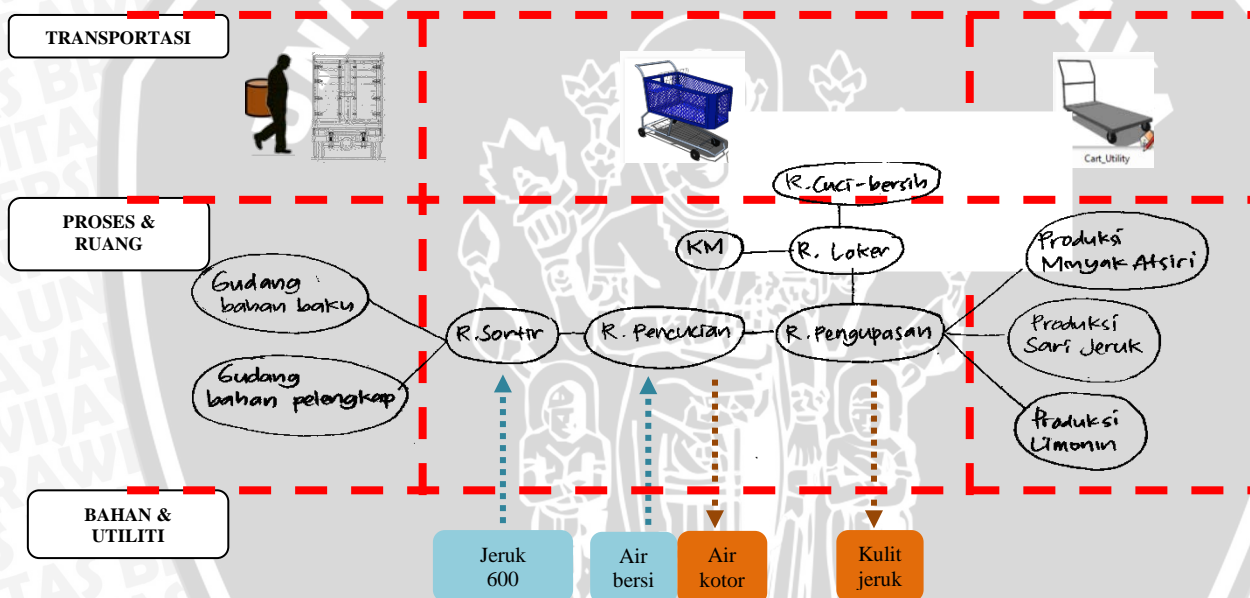 TRANSPORTASI
Cart_Utility
PROSES &
RUANG
R. Cuci-bersih
KM
R. Loker
Gudang
bahan baku
Gudang
bahan pelengkap
R. Sortir
R. Pencucian
R. Pengupasan
Produksi
Minyak Atsiri
Produksi
Sari Jeruk
Produksi
Limonin
BAHAN &
UTILITI
Jeruk
600
Air
bersi
Air
kotor
Kulit
jeruk